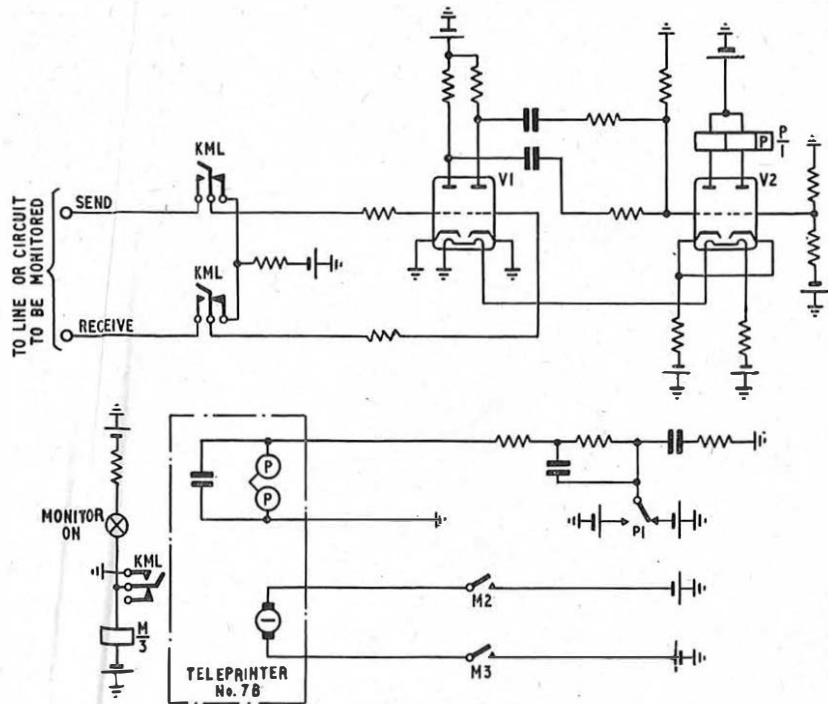 TO LINE OR CIRCUIT
TO BE MONITORED
SEND
KML
V1
P
P
1
V2
KML
RECEIVE
MONITOR
ON
KML
M
3
P
P
P1
M2
M3
TELEPRINTER
No. 7B